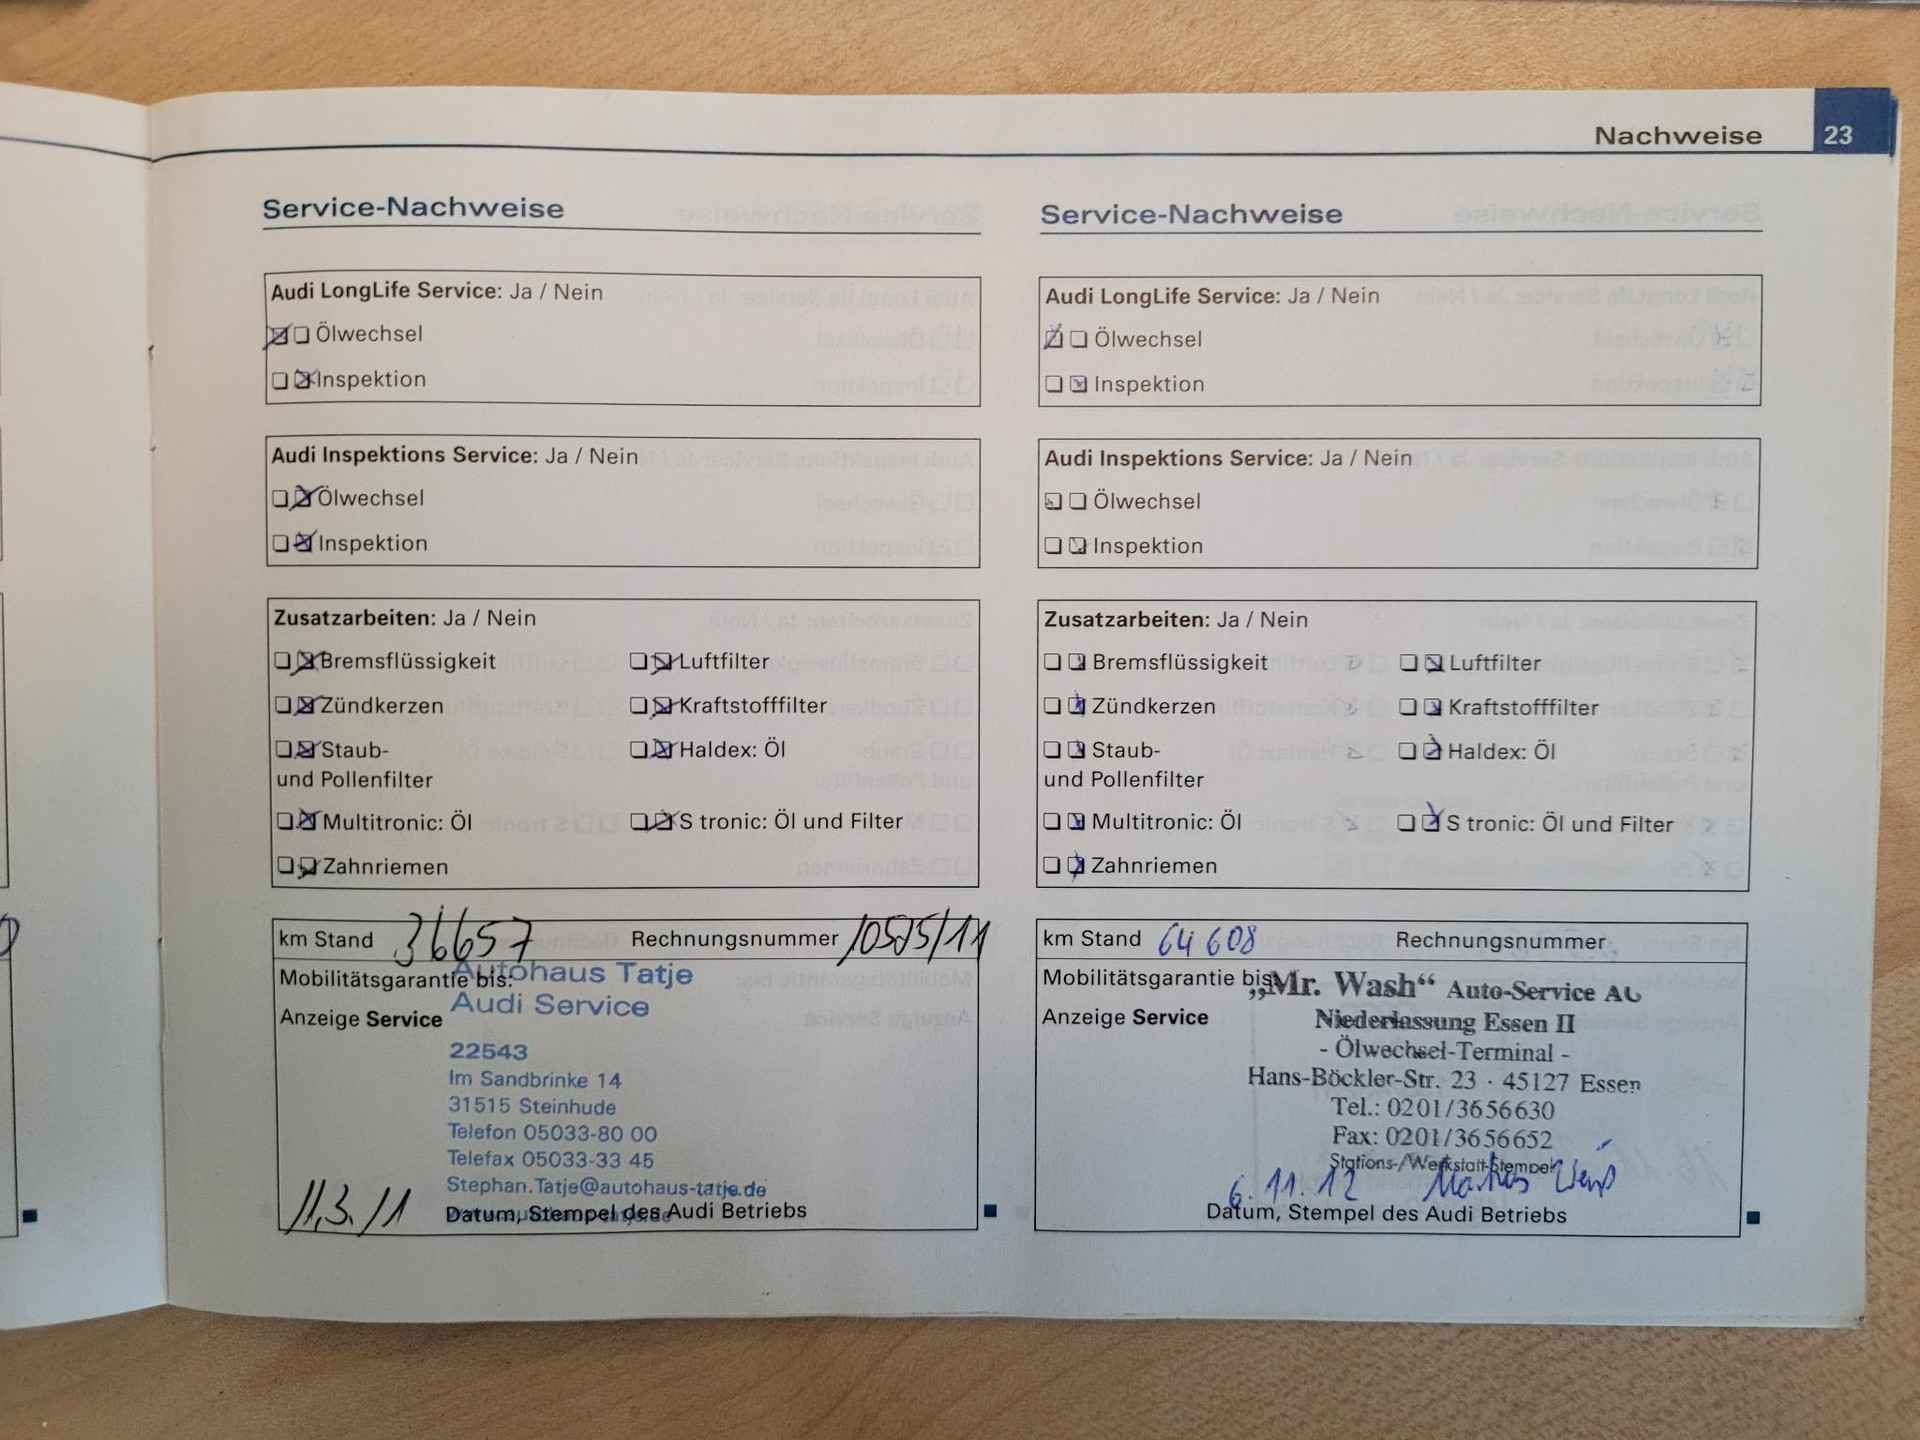 Nachweise 23
Service-Nachweise
Audi LongLife Service: Ja / Nein
Ölwechsel
Inspektion
Audi Inspektions Service: Ja / Nein
Ölwechsel
Inspektion
Zusatzarbeiten: Ja / Nein
Bremsflüssigkeit Luftfilter
Zündkerzen Kraftstofffilter
Staub- Haldex: Öl
und Pollenfilter
Multitronic: Öl S tronic: Öl und Filter
Zahnriemen
km Stand 36657 Rechnungsnummer
Mobilitätsgarantie bis:
Autohaus Tatje
Audi Service
Anzeige Service
22543
Im Sandbrinke 14
31515 Steinhude
Telefon 05033-80 00
Telefax 05033-33 45
Stephan.Tatje@autohaus-tatje.de
11.3.11
Datum, Stempel des Audi Betriebs
Service-Nachweise
Audi LongLife Service: Ja / Nein
Ölwechsel
Inspektion
Audi Inspektions Service: Ja / Nein
Ölwechsel
Inspektion
Zusatzarbeiten: Ja / Nein
Bremsflüssigkeit Luftfilter
Zündkerzen Kraftstofffilter
Staub- Haldex: Öl
und Pollenfilter
Multitronic: Öl S tronic: Öl und Filter
Zahnriemen
km Stand 64 608 Rechnungsnummer
Mobilitätsgarantie bis:
„Mr. Wash“ Auto-Service AG
Anzeige Service
Niederlassung Essen II
- Ölwechsel-Terminal -
Hans-Böckler-Str. 23 · 45127 Essen
Tel.: 0201/3656630
Fax: 0201/3656652
Stations-/Werkstatt-Stempel
6.11.12
Datum, Stempel des Audi Betriebs